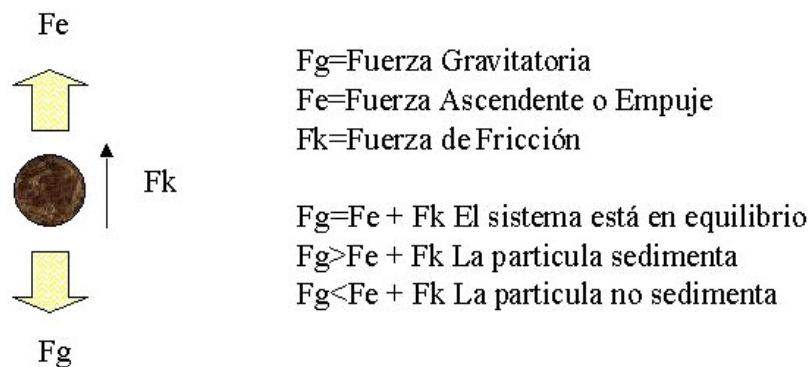 Fe
Fk
Fg
Fg=Fuerza Gravitatoria
Fe=Fuerza Ascendente o Empuje
Fk=Fuerza de Fricción
Fg=Fe + Fk El sistema está en equilibrio
Fg>Fe + Fk La particula sedimenta
Fg<Fe + Fk La particula no sedimenta